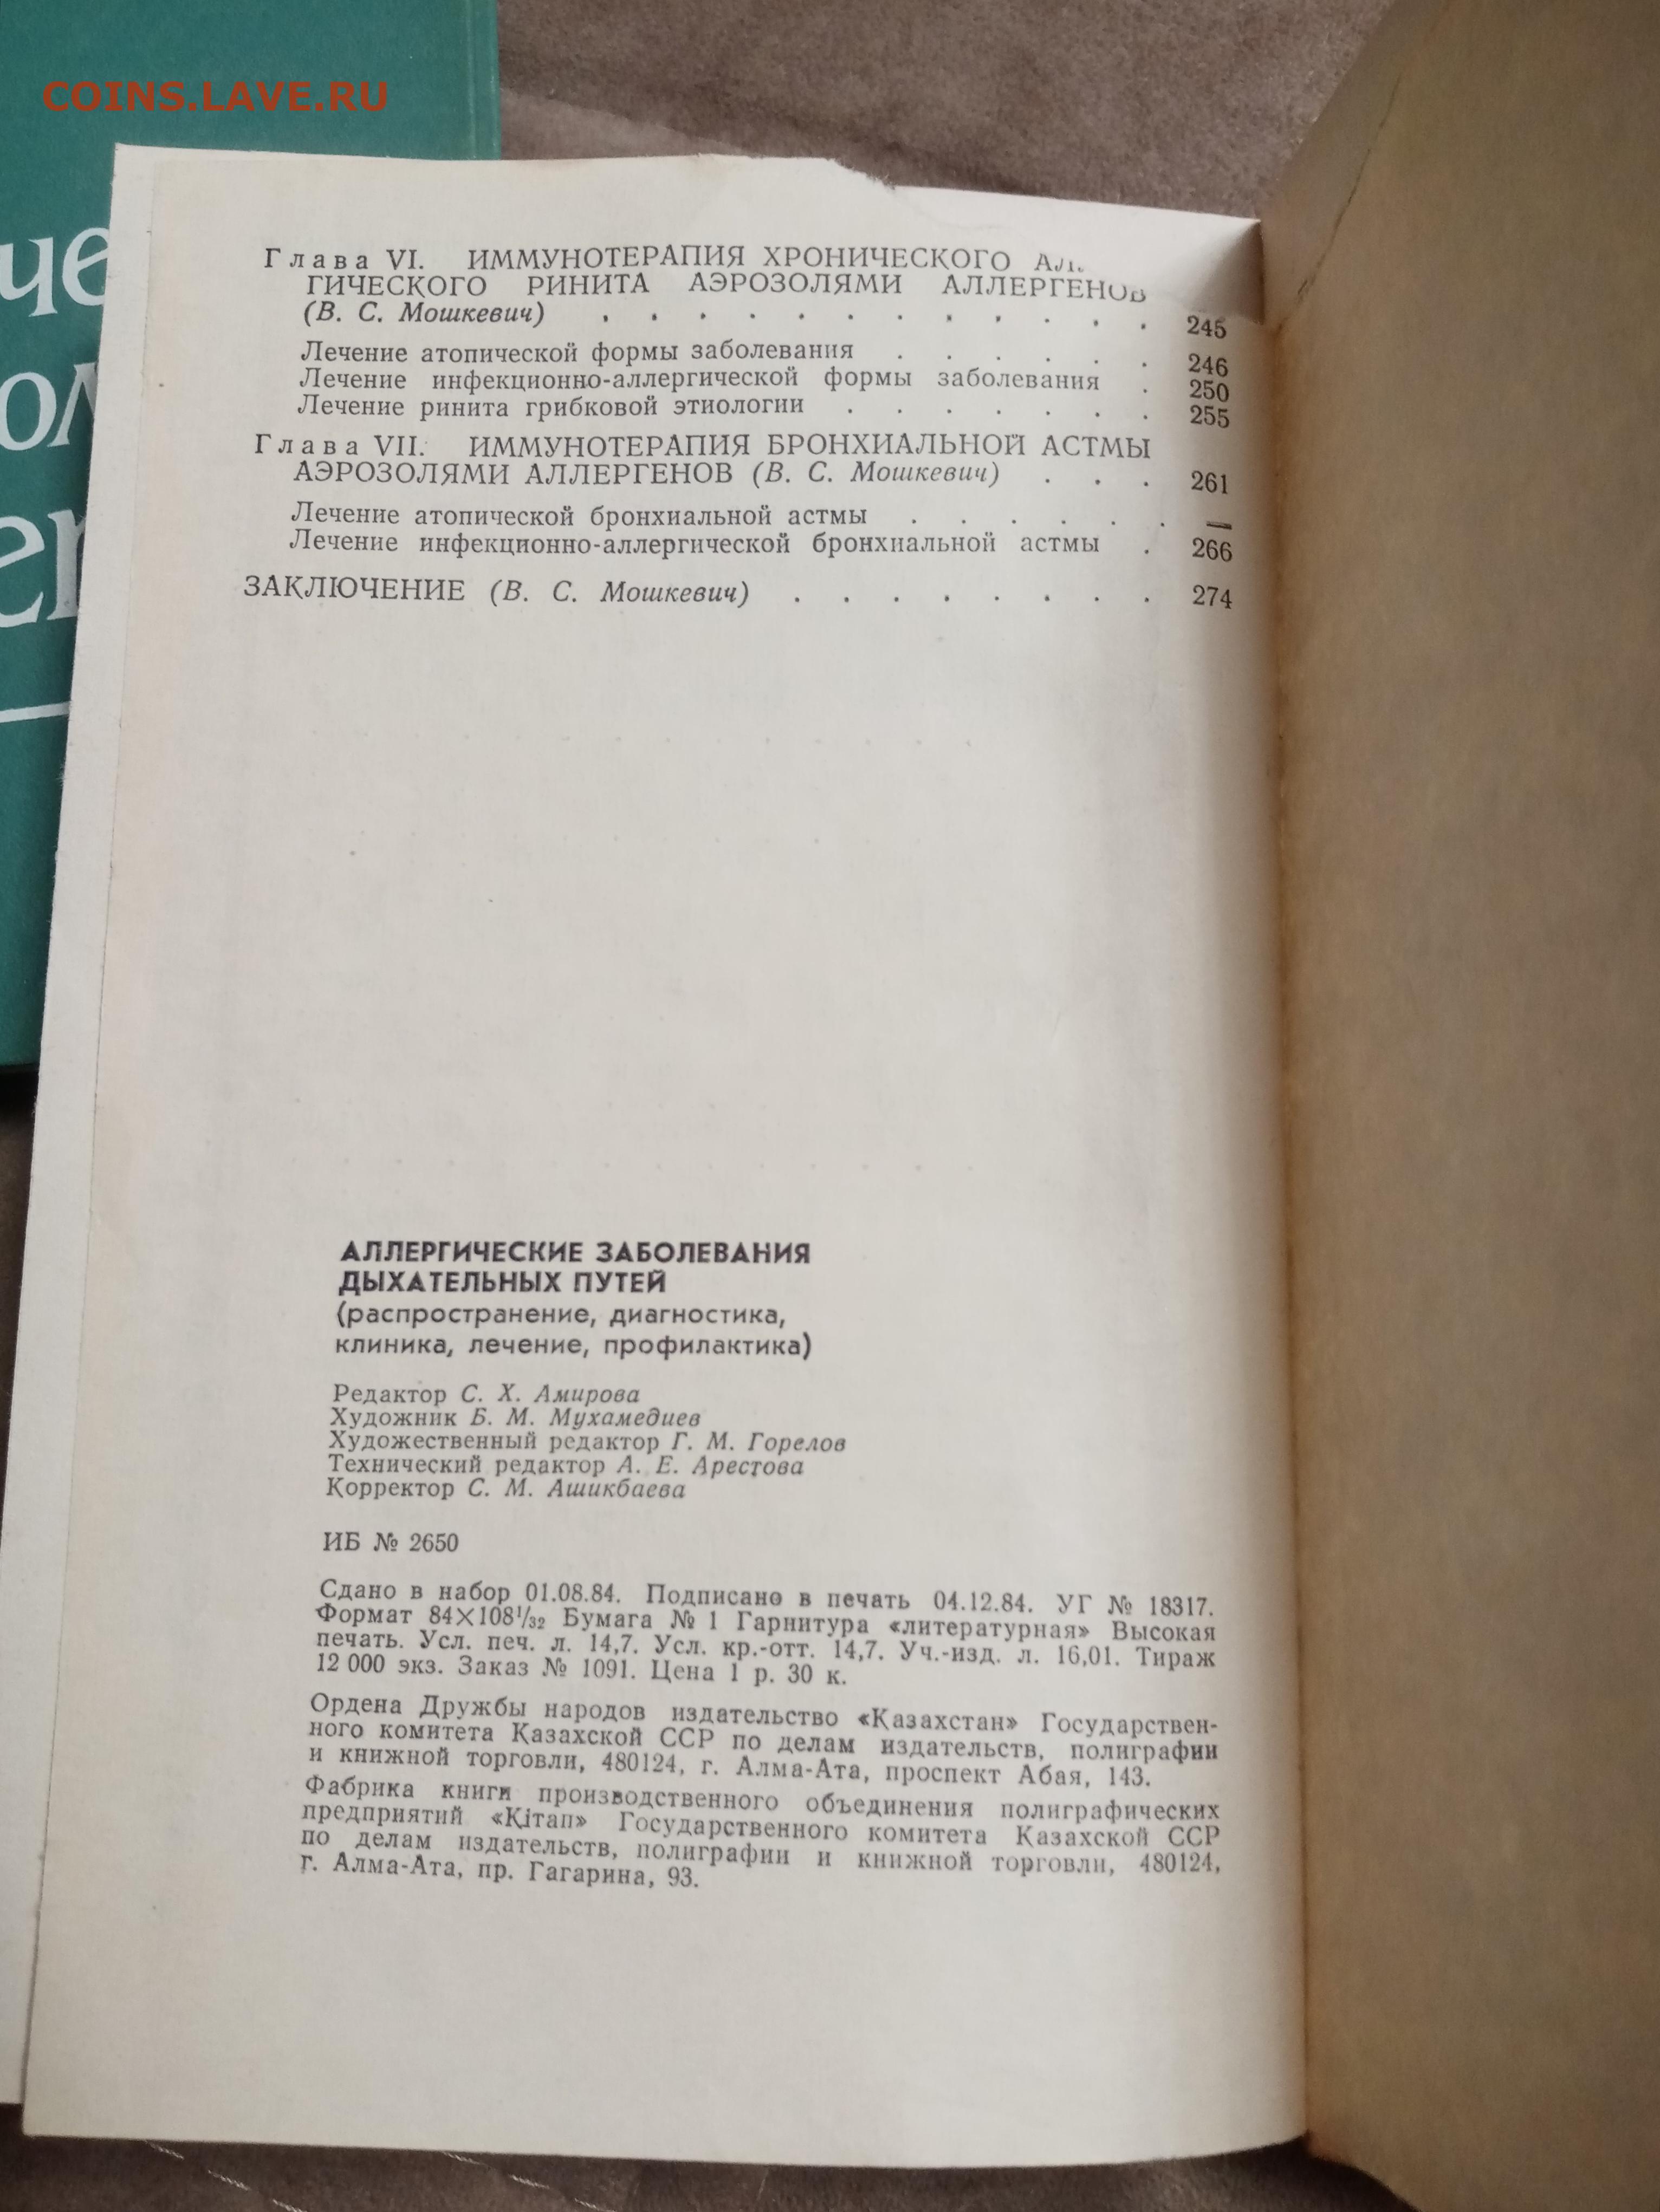 COINS.LAVE.RU
Глава VI. ИММУНОТЕРАПИЯ ХРОНИЧЕСКОГО
ГИЧЕСКОГО РИНИТА АЭРОЗОЛЯМИ АЛЛЕРГЕНОВ
(В. С. Мошкевич) . . . . . . . . . . . . 245
Лечение атопической формы заболевания . . . . . . 246
Лечение инфекционно-аллергической формы заболевания . 250
Лечение ринита грибковой этиологии . . . . . . . 255
Глава VII. ИММУНОТЕРАПИЯ БРОНХИАЛЬНОЙ АСТМЫ
АЭРОЗОЛЯМИ АЛЛЕРГЕНОВ (В. С. Мошкевич) . . . 261
Лечение атопической бронхиальной астмы . . . . . . —
Лечение инфекционно-аллергической бронхиальной астмы . 266
ЗАКЛЮЧЕНИЕ (В. С. Мошкевич) . . . . . . . . 274
АЛЛЕРГИЧЕСКИЕ ЗАБОЛЕВАНИЯ
ДЫХАТЕЛЬНЫХ ПУТЕЙ
(распространение, диагностика,
клиника, лечение, профилактика)
Редактор С. Х. Амирова
Художник Б. М. Мухамедиев
Художественный редактор Г. М. Горелов
Технический редактор А. Е. Арестова
Корректор С. М. Ашикбаева
ИБ № 2650
Сдано в набор 01.08.84. Подписано в печать 04.12.84. УГ № 18317.
Формат 84×108¹/₃₂ Бумага № 1 Гарнитура «литературная» Высокая
печать. Усл. печ. л. 14,7. Усл. кр.-отт. 14,7. Уч.-изд. л. 16,01. Тираж
12 000 экз. Заказ № 1091. Цена 1 р. 30 к.
Ордена Дружбы народов издательство «Казахстан» Государствен-
ного комитета Казахской ССР по делам издательств, полиграфии
и книжной торговли, 480124, г. Алма-Ата, проспект Абая, 143.
Фабрика книги производственного объединения полиграфических
предприятий «Қітап» Государственного комитета Казахской ССР
по делам издательств, полиграфии и книжной торговли, 480124,
г. Алма-Ата, пр. Гагарина, 93.